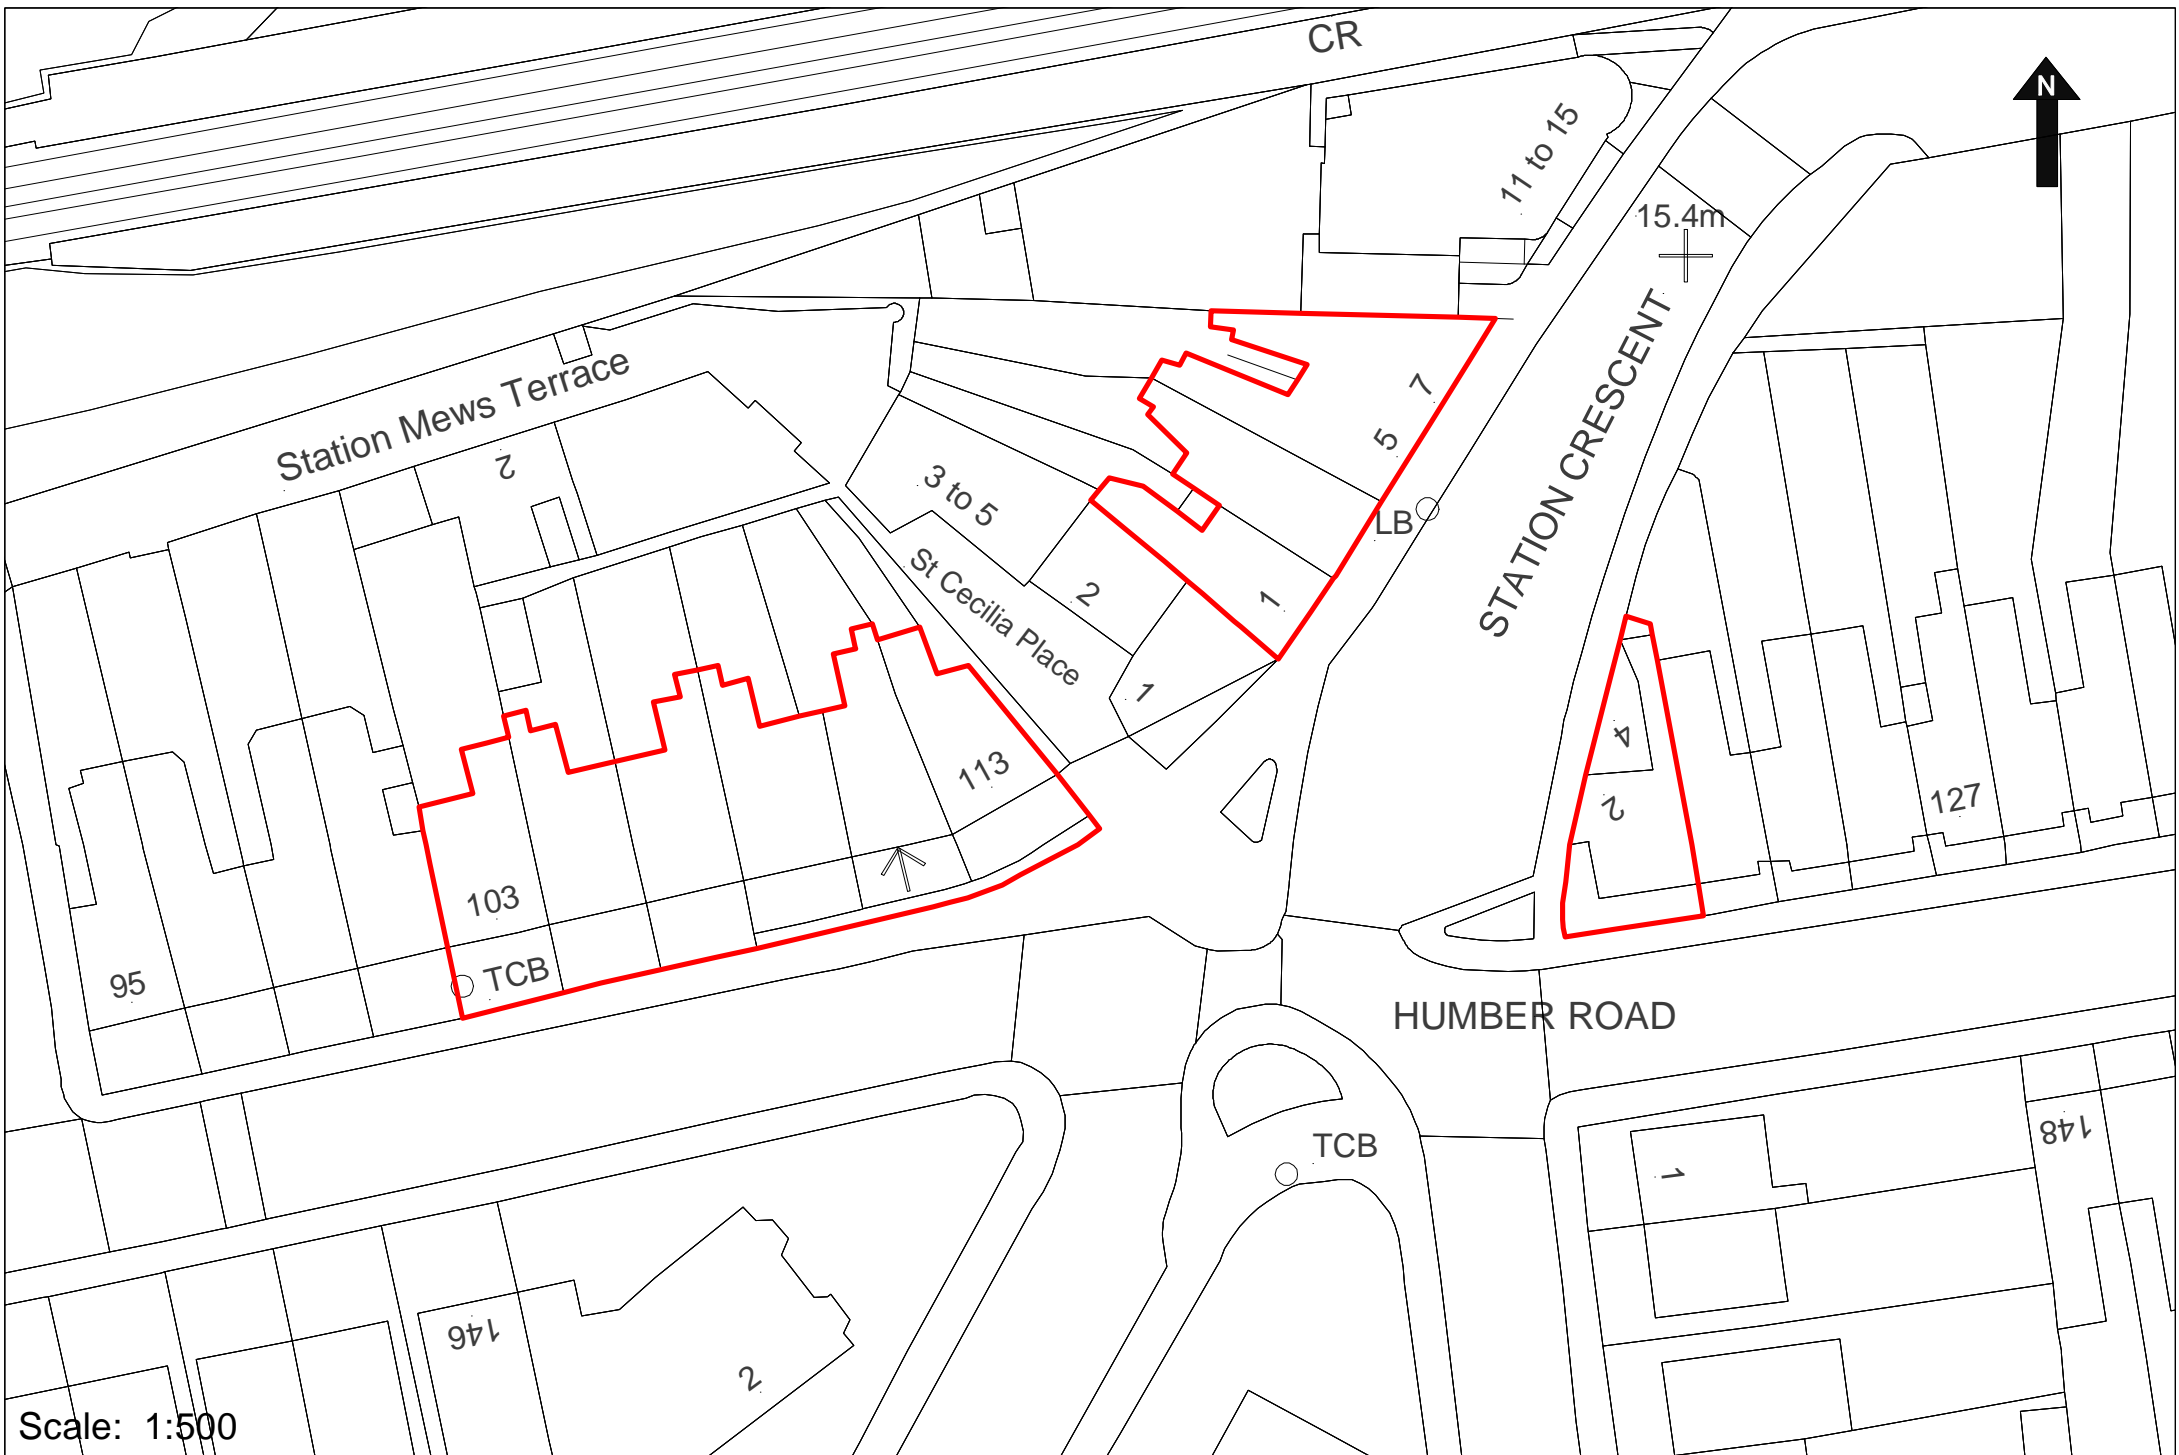 CR
N
11 to 15
15.4m
STATION CRESCENT
Station Mews Terrace
2
7
5
3 to 5
LB
St Cecilia Place
2
1
1
4
2
113
127
103
TCB
95
HUMBER ROAD
TCB
1
148
146
2
Scale: 1:500